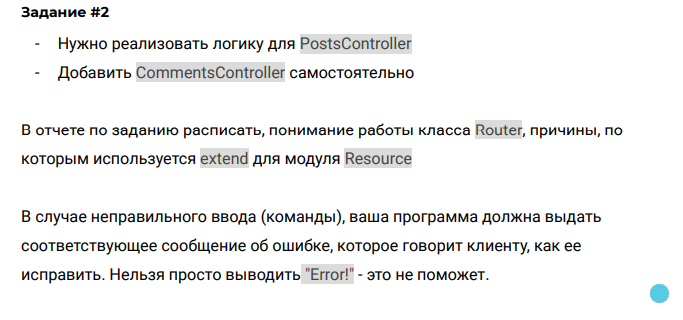 Задание #2
- Нужно реализовать логику для PostsController
- Добавить CommentsController самостоятельно
В отчете по заданию расписать, понимание работы класса Router, причины, по
которым используется extend для модуля Resource
В случае неправильного ввода (команды), ваша программа должна выдать
соответствующее сообщение об ошибке, которое говорит клиенту, как ее
исправить. Нельзя просто выводить "Error!" - это не поможет.